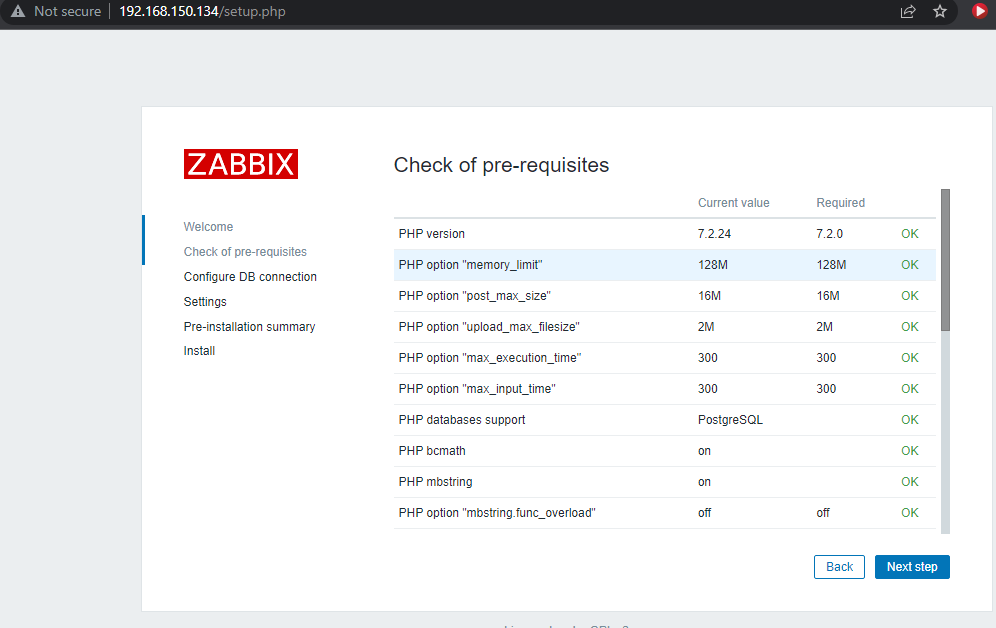 Not secure 192.168.150.134/setup.php
ZABBIX
Welcome
Check of pre-requisites
Configure DB connection
Settings
Pre-installation summary
Install
Check of pre-requisites
Current value Required
PHP version 7.2.24 7.2.0 OK
PHP option "memory_limit" 128M 128M OK
PHP option "post_max_size" 16M 16M OK
PHP option "upload_max_filesize" 2M 2M OK
PHP option "max_execution_time" 300 300 OK
PHP option "max_input_time" 300 300 OK
PHP databases support PostgreSQL OK
PHP bcmath on OK
PHP mbstring on OK
PHP option "mbstring.func_overload" off off OK
Back Next step